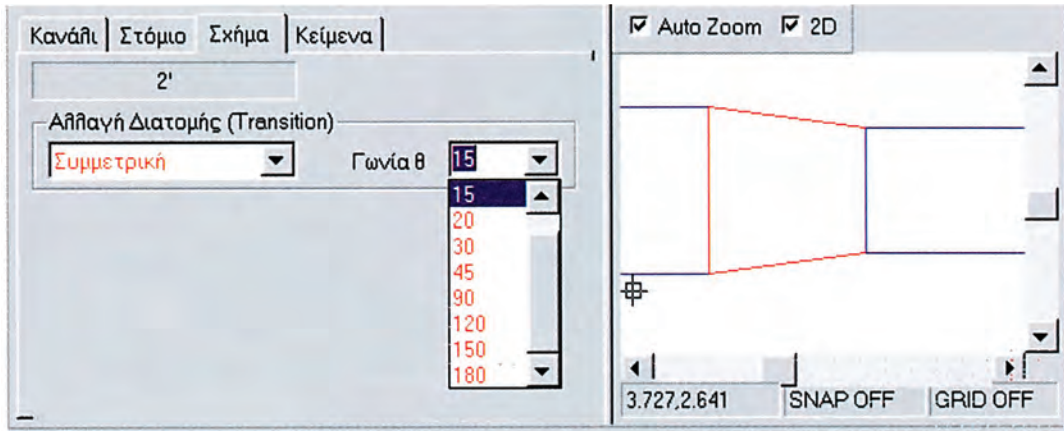 Κανάλι Στόμιο Σχήμα Κείμενα
2'
Αλλαγή Διατομής (Transition)
Συμμετρική Γωνία θ 15
15
20
30
45
90
120
150
180
Auto Zoom 2D
3.727,2.641 SNAP OFF GRID OFF